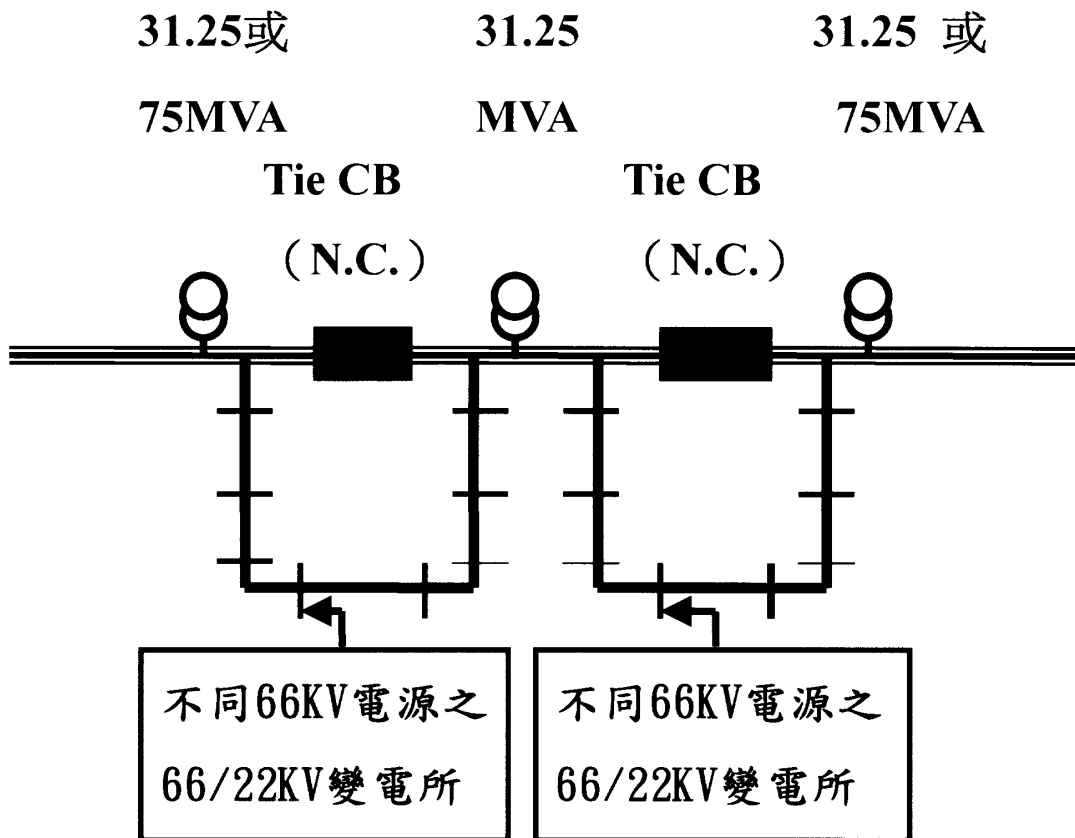 31.25或
75MVA
31.25
MVA
31.25 或
75MVA
Tie CB
（N.C.）
Tie CB
（N.C.）
不同66KV電源之
66/22KV變電所
不同66KV電源之
66/22KV變電所